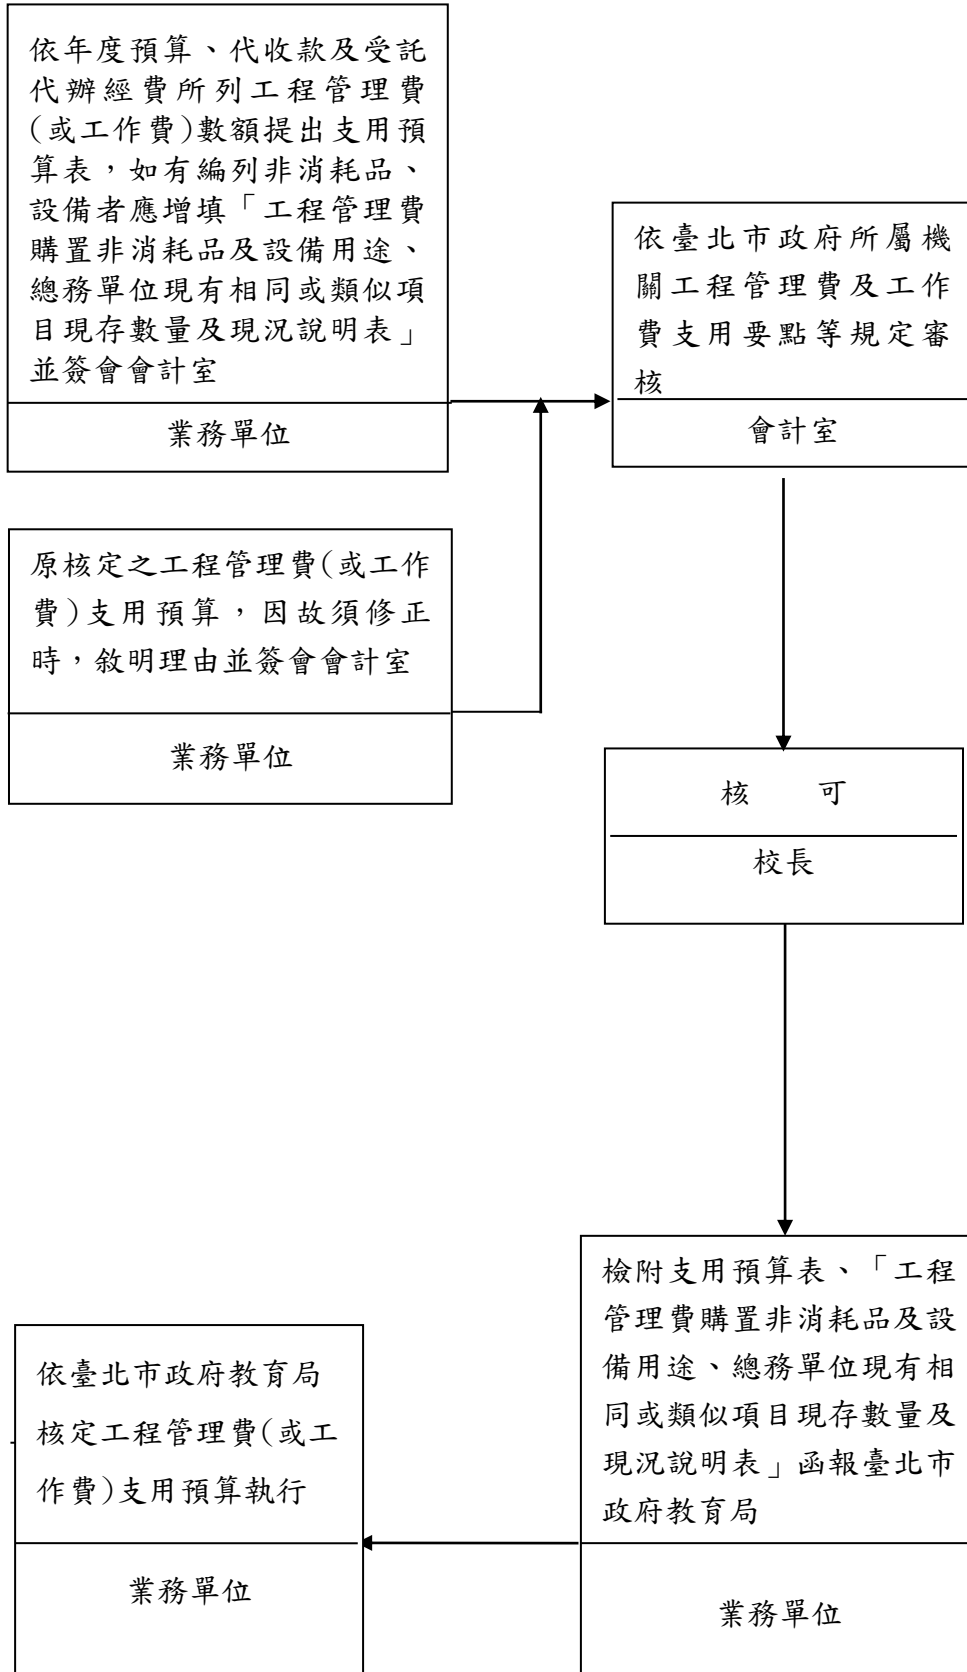 依年度預算、代收款及受託
代辦經費所列工程管理費
(或工作費)數額提出支用預
算表，如有編列非消耗品、
設備者應增填「工程管理費
購置非消耗品及設備用途、
總務單位現有相同或類似項
目現存數量及現況說明表」
並簽會會計室
業務單位
依臺北市政府所屬機
關工程管理費及工作
費支用要點等規定審
核
會計室
原核定之工程管理費(或工作
費)支用預算，因故須修正
時，敘明理由並簽會會計室
業務單位
核　　可
校長
檢附支用預算表、「工程
管理費購置非消耗品及設
備用途、總務單位現有相
同或類似項目現存數量及
現況說明表」函報臺北市
政府教育局
業務單位
依臺北市政府教育局
核定工程管理費(或工
作費)支用預算執行
業務單位